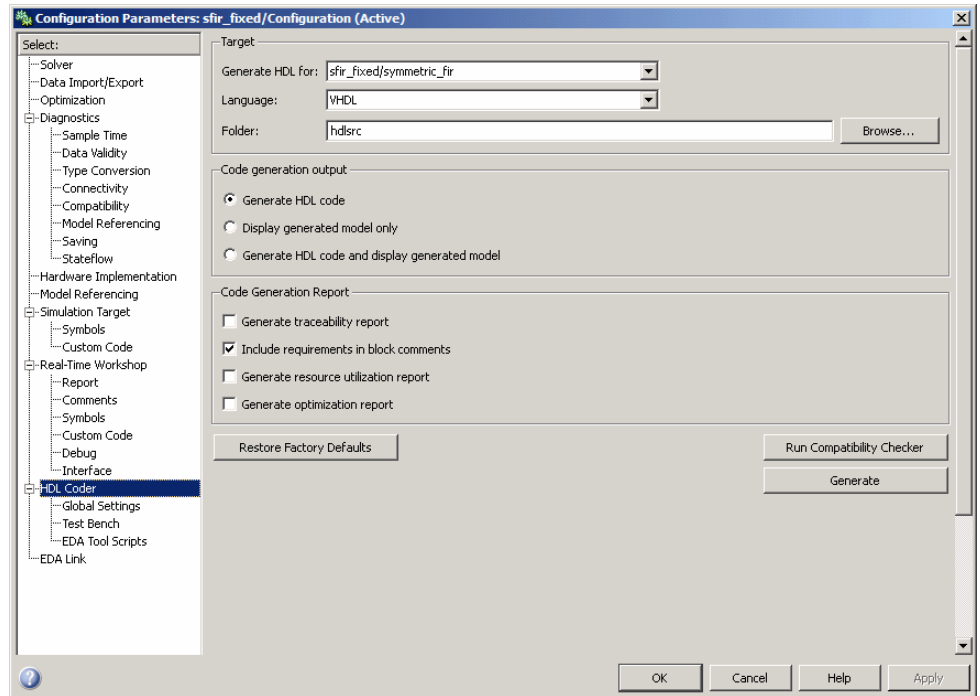 Configuration Parameters: sfir_fixed/Configuration (Active)
Select:
Solver
Data Import/Export
Optimization
Diagnostics
Sample Time
Data Validity
Type Conversion
Connectivity
Compatibility
Model Referencing
Saving
Stateflow
Hardware Implementation
Model Referencing
Simulation Target
Symbols
Custom Code
Real-Time Workshop
Report
Comments
Symbols
Custom Code
Debug
Interface
HDL Coder
Global Settings
Test Bench
EDA Tool Scripts
EDA Link
Target
Generate HDL for: sfir_fixed/symmetric_fir
Language: VHDL
Folder: hdlsrc Browse...
Code generation output
Generate HDL code
Display generated model only
Generate HDL code and display generated model
Code Generation Report
Generate traceability report
Include requirements in block comments
Generate resource utilization report
Generate optimization report
Restore Factory Defaults Run Compatibility Checker
Generate
OK Cancel Help Apply